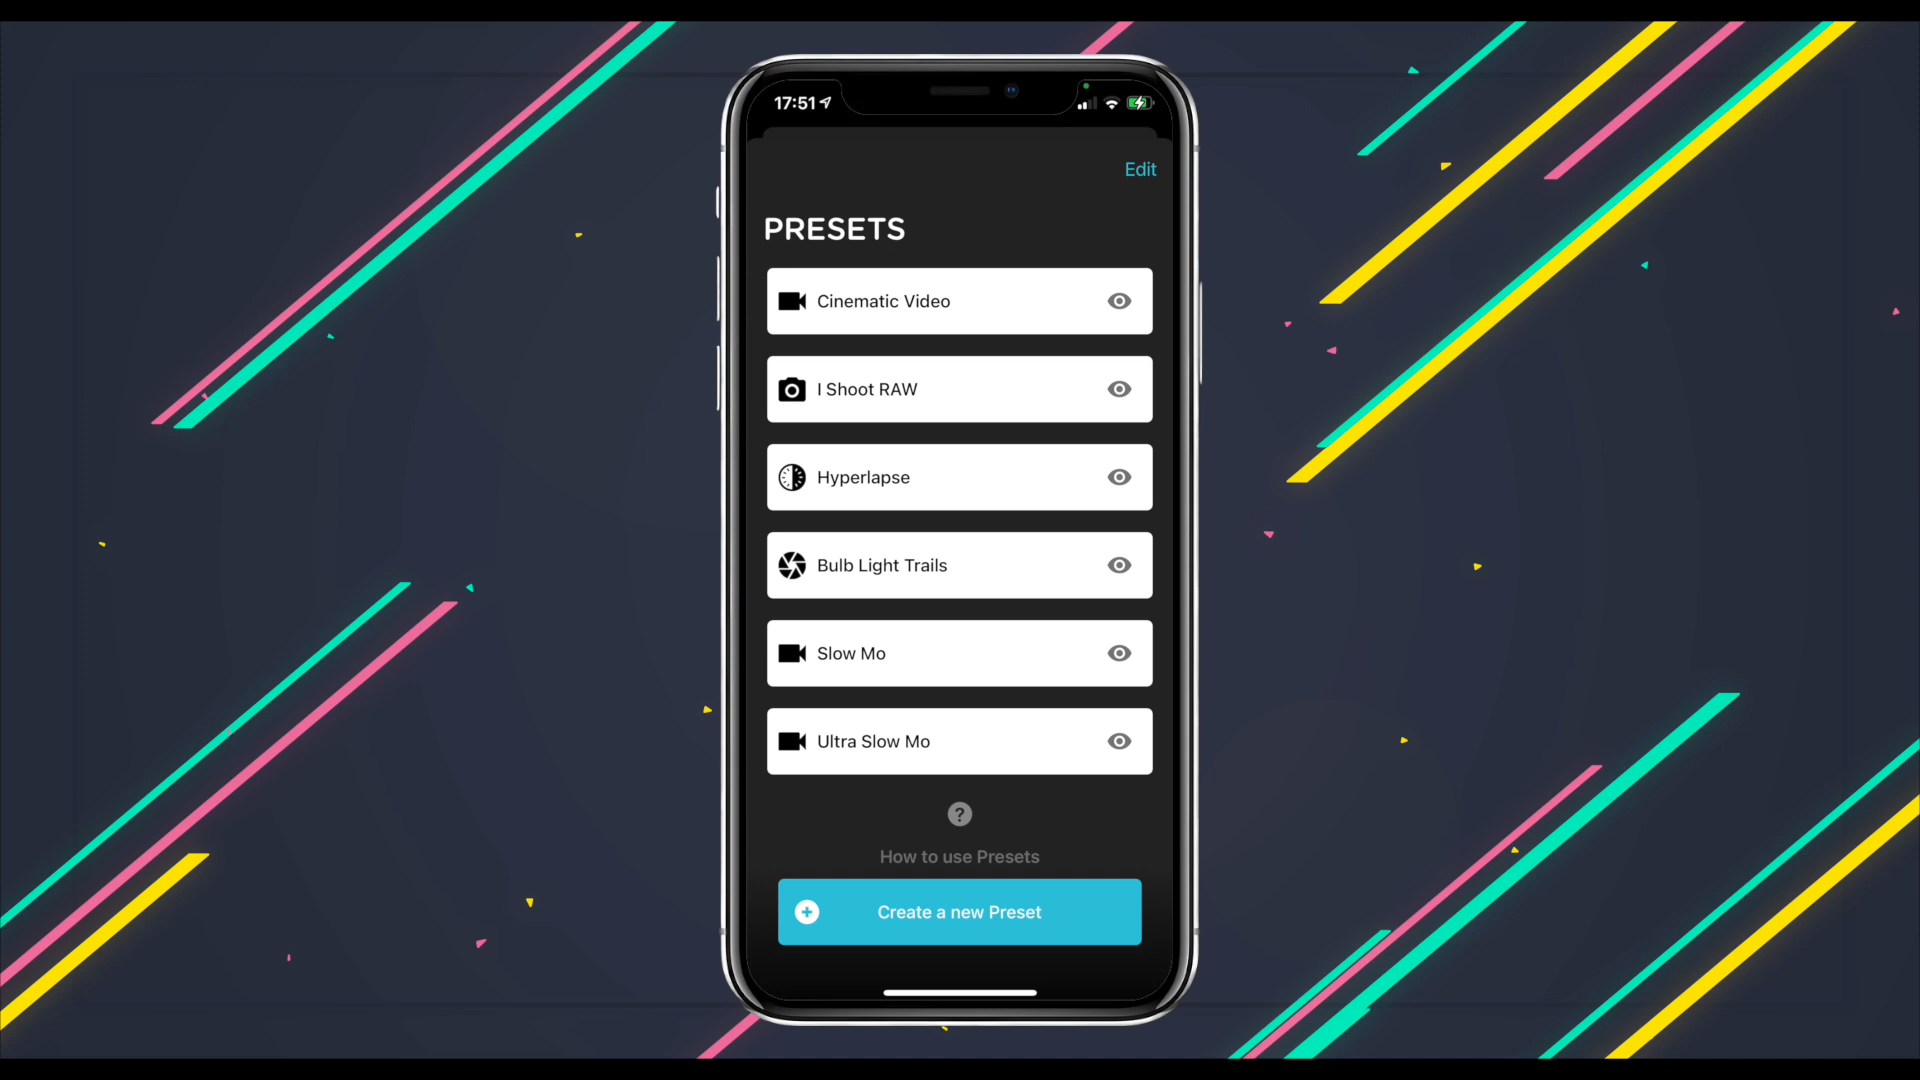 17:51
Edit
PRESETS
Cinematic Video
I Shoot RAW
Hyperlapse
Bulb Light Trails
Slow Mo
Ultra Slow Mo
?
How to use Presets
Create a new Preset